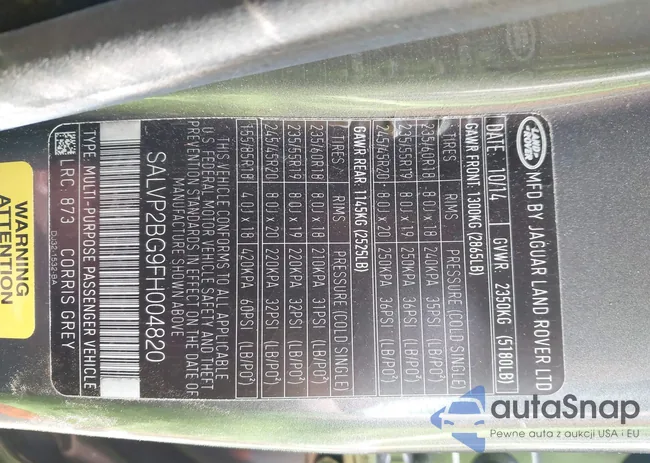 LAND ROVER
MFD BY JAGUAR LAND ROVER LTD
DATE: 10/14 GVWR: 2350KG (5180LB)
GAWR FRONT: 1300KG (2865LB)
TIRES RIMS PRESSURE (COLD SINGLE)
235/60R18 8.0J x 18 240KPA 35PSI (LB/PO²)
235/55R19 8.0J x 19 250KPA 36PSI (LB/PO²)
245/45R20 8.0J x 20 250KPA 36PSI (LB/PO²)
GAWR REAR: 1145KG (2525LB)
TIRES RIMS PRESSURE (COLD SINGLE)
235/60R18 8.0J x 18 210KPA 31PSI (LB/PO²)
235/55R19 8.0J x 19 220KPA 32PSI (LB/PO²)
245/45R20 8.0J x 20 220KPA 32PSI (LB/PO²)
155/85R18 4.0J x 18 420KPA 60PSI (LB/PO²)
THIS VEHICLE CONFORMS TO ALL APPLICABLE
U.S FEDERAL MOTOR VEHICLE SAFETY AND THEFT
PREVENTION STANDARDS IN EFFECT ON THE DATE OF
MANUFACTURE SHOWN ABOVE
SALVP2BG9FH004820
TYPE: MULTI-PURPOSE PASSENGER VEHICLE
LRC 873 CORRIS GREY
WARNING
ATTENTION
autaSnap
Pewne auta z aukcji USA i EU